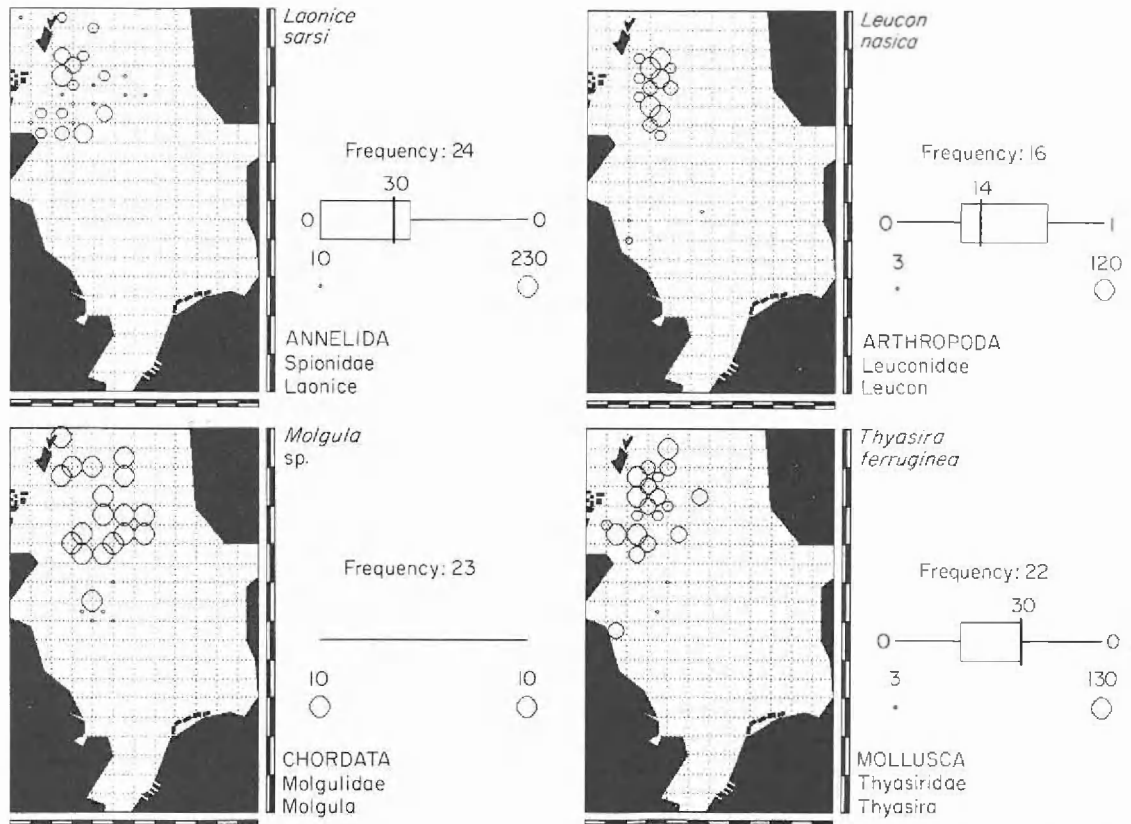 Laonice
sarsi
Frequency: 24
30
0 0
10 230
ANNELIDA
Spionidae
Laonice
Leucon
nasica
Frequency: 16
14
0 1
3 120
ARTHROPODA
Leuconidae
Leucon
Molgula
sp.
Frequency: 23
10 10
CHORDATA
Molgulidae
Molgula
Thyasira
ferruginea
Frequency: 22
30
0 0
3 130
MOLLUSCA
Thyasiridae
Thyasira